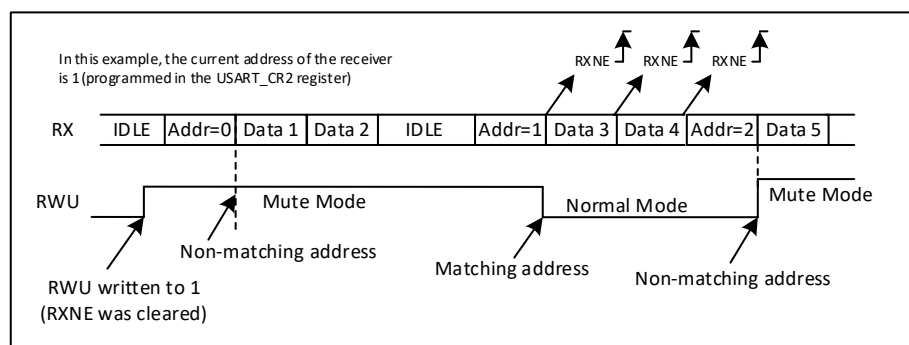 In this example, the current address of the receiver
is 1(programmed in the USART_CR2 register)
RXNE RXNE RXNE
RX IDLE Addr=0 Data 1 Data 2 IDLE Addr=1 Data 3 Data 4 Addr=2 Data 5
RWU Mute Mode Normal Mode Mute Mode
Non-matching address Matching address Non-matching address
RWU written to 1
(RXNE was cleared)